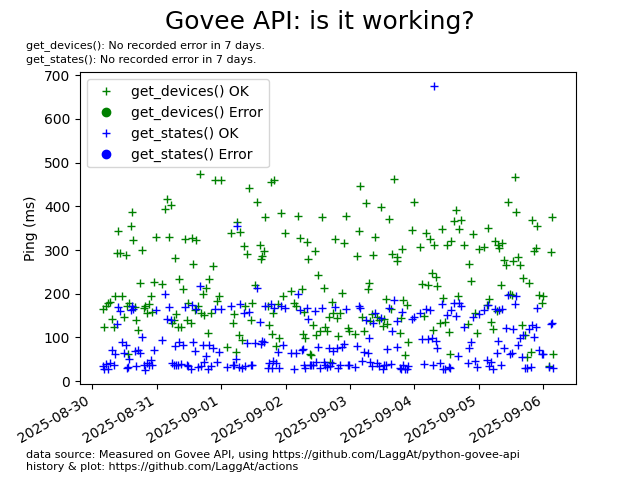 Govee API: is it working?
get_devices(): No recorded error in 7 days.
get_states(): No recorded error in 7 days.
700
600
500
400
300
200
100
0
Ping (ms)
get_devices() OK
get_devices() Error
get_states() OK
get_states() Error
2025-08-30
2025-08-31
2025-09-01
2025-09-02
2025-09-03
2025-09-04
2025-09-05
2025-09-06
data source: Measured on Govee API, using https://github.com/LaggAt/python-govee-api
history & plot: https://github.com/LaggAt/actions